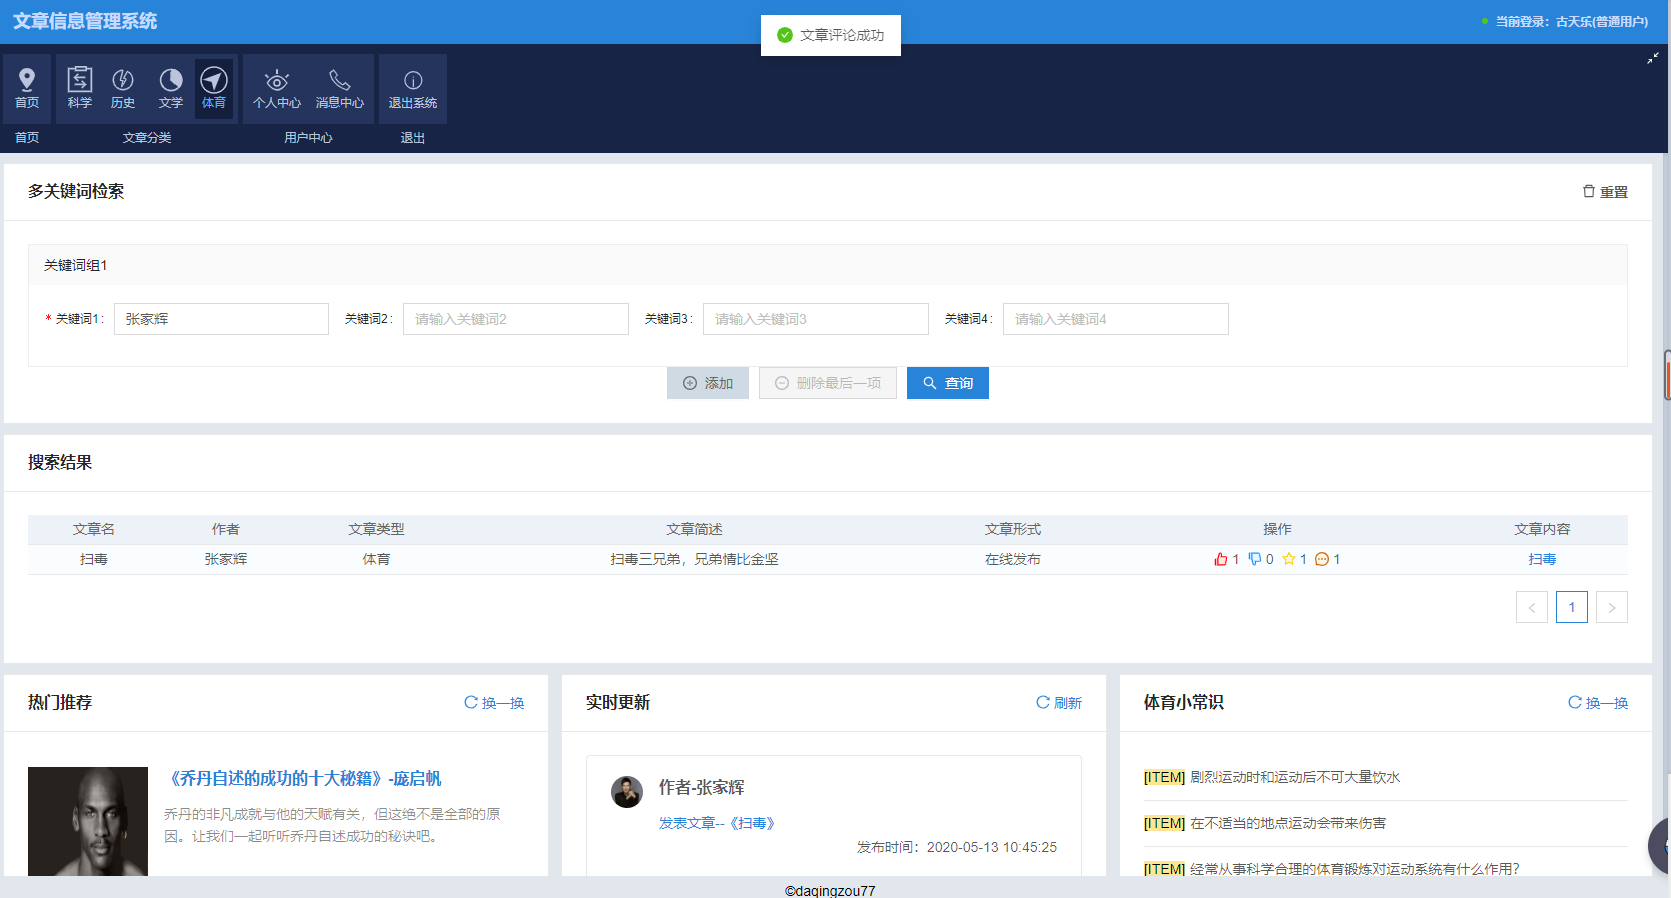 文章信息管理系统
文章评论成功
当前登录：古天乐(普通用户)
首页
科学
历史
文学
体育
个人中心
消息中心
退出系统
首页
文章分类
用户中心
退出
多关键词检索
重置
关键词组1
* 关键词1: 张家辉
关键词2: 请输入关键词2
关键词3: 请输入关键词3
关键词4: 请输入关键词4
添加
删除最后一项
查询
搜索结果
文章名 作者 文章类型 文章简述 文章形式 操作 文章内容
扫毒 张家辉 体育 扫毒三兄弟，兄弟情比金坚 在线发布 1 0 1 1 扫毒
< 1 >
热门推荐
换一换
《乔丹自述的成功的十大秘籍》-庞启帆
乔丹的非凡成就与他的天赋有关，但这绝不是全部的原
因。让我们一起听听乔丹自述成功的秘诀吧。
实时更新
刷新
作者-张家辉
发表文章--《扫毒》
发布时间：2020-05-13 10:45:25
体育小常识
换一换
[ITEM] 剧烈运动时和运动后不可大量饮水
[ITEM] 在不适当的地点运动会带来伤害
[ITEM] 经常从事科学合理的体育锻炼对运动系统有什么作用?
©daqingzou77